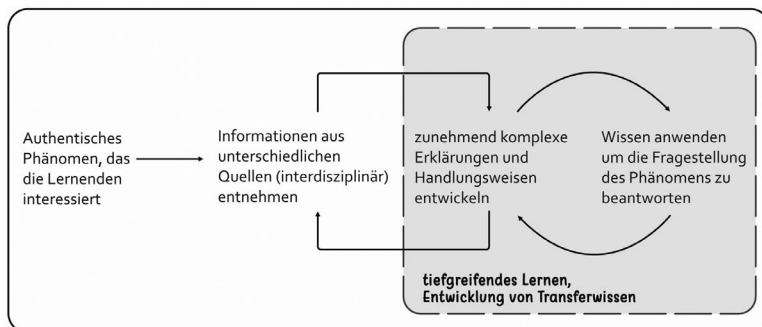 Authentisches
Phänomen, das
die Lernenden
interessiert
Informationen aus
unterschiedlichen
Quellen (interdisziplinär)
entnehmen
zunehmend komplexe
Erklärungen und
Handlungsweisen
entwickeln
Wissen anwenden
um die Fragestellung
des Phänomens zu
beantworten
tiefgreifendes Lernen,
Entwicklung von Transferwissen